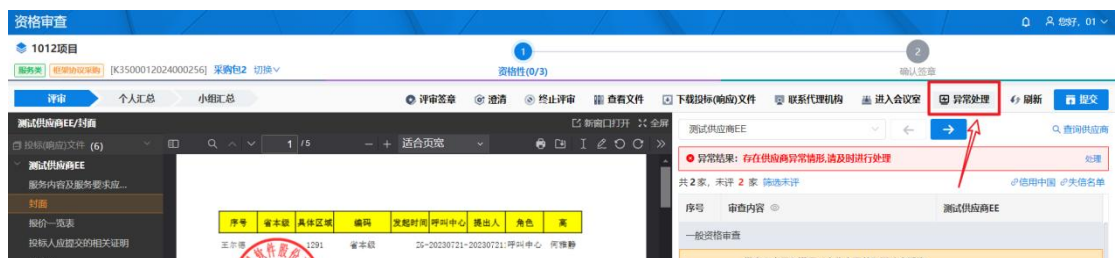 资格审查
您好, 01
1012项目
服务类 框架协议采购 [K3500012024000256] 采购包2 切换
1
资格性(0/3)
2
确认签章
评审 个人汇总 小组汇总
评审签章 澄清 终止评审 查看文件 下载投标(响应)文件 联系代理机构 进入会议室 异常处理 刷新 提交
测试供应商EE/封面
新窗口打开 全屏
测试供应商EE
查询供应商
投标(响应)文件 (6)
1 /5
适合页宽
测试供应商EE
服务内容及服务要求应...
封面
报价一览表
投标人应提交的相关证明
序号 省本级 具体区域 编码 发起时间 呼叫中心 提出人 角色 高
1291 省本级 ZG-20230721-20230721 呼叫中心 何雅静
异常结果: 存在供应商异常情形,请及时进行处理
处理
共2家, 未评 2 家 筛选未评
信用中国 失信名单
序号 审查内容 测试供应商EE
一般资格审查